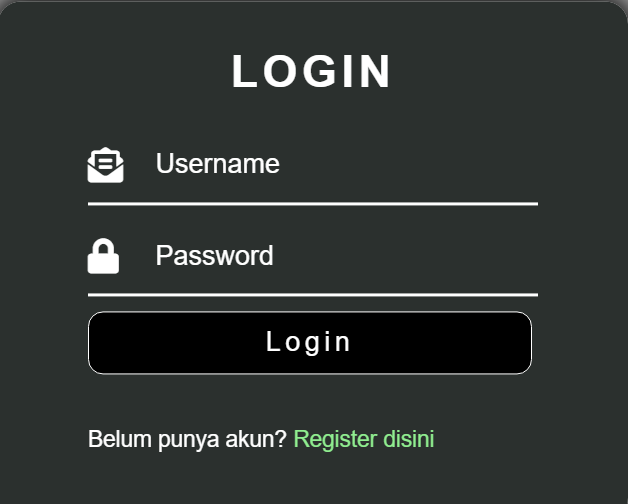 LOGIN
Username
Password
Login
Belum punya akun? Register disini